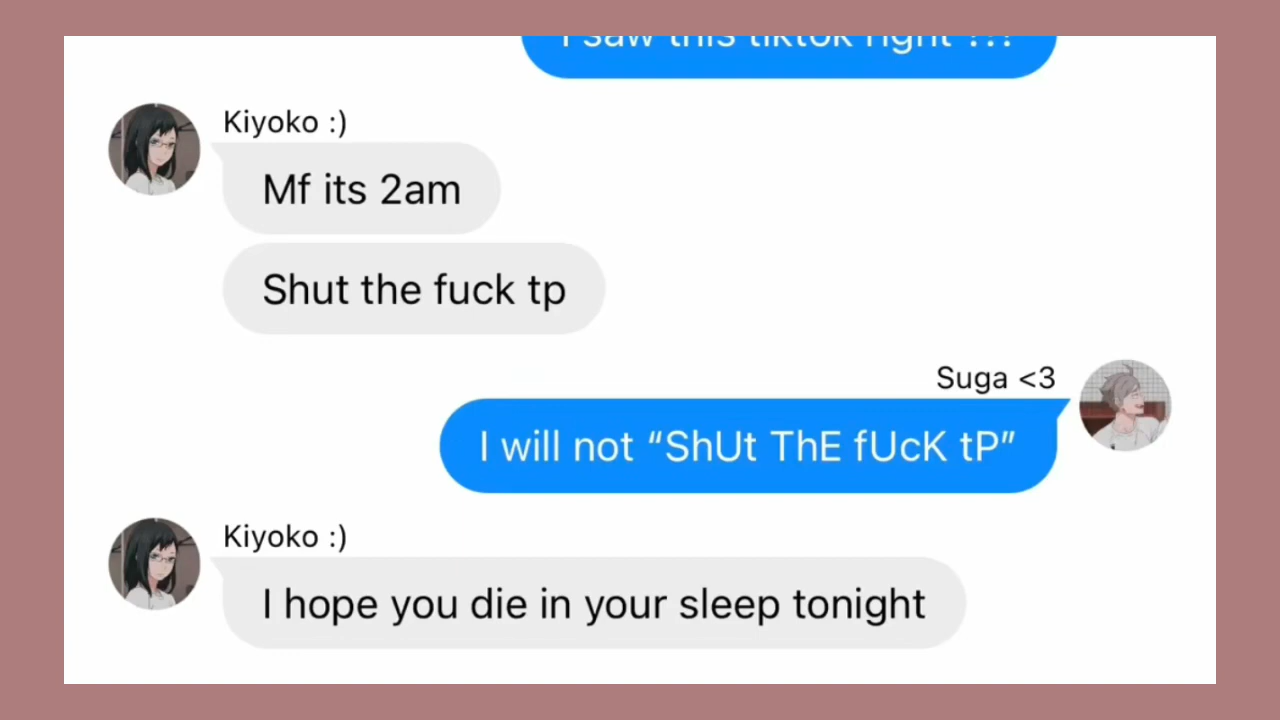 I saw this tiktok right ???
Kiyoko :)
Mf its 2am
Shut the fuck tp
Suga <3
I will not “ShUt ThE fUcK tP”
Kiyoko :)
I hope you die in your sleep tonight